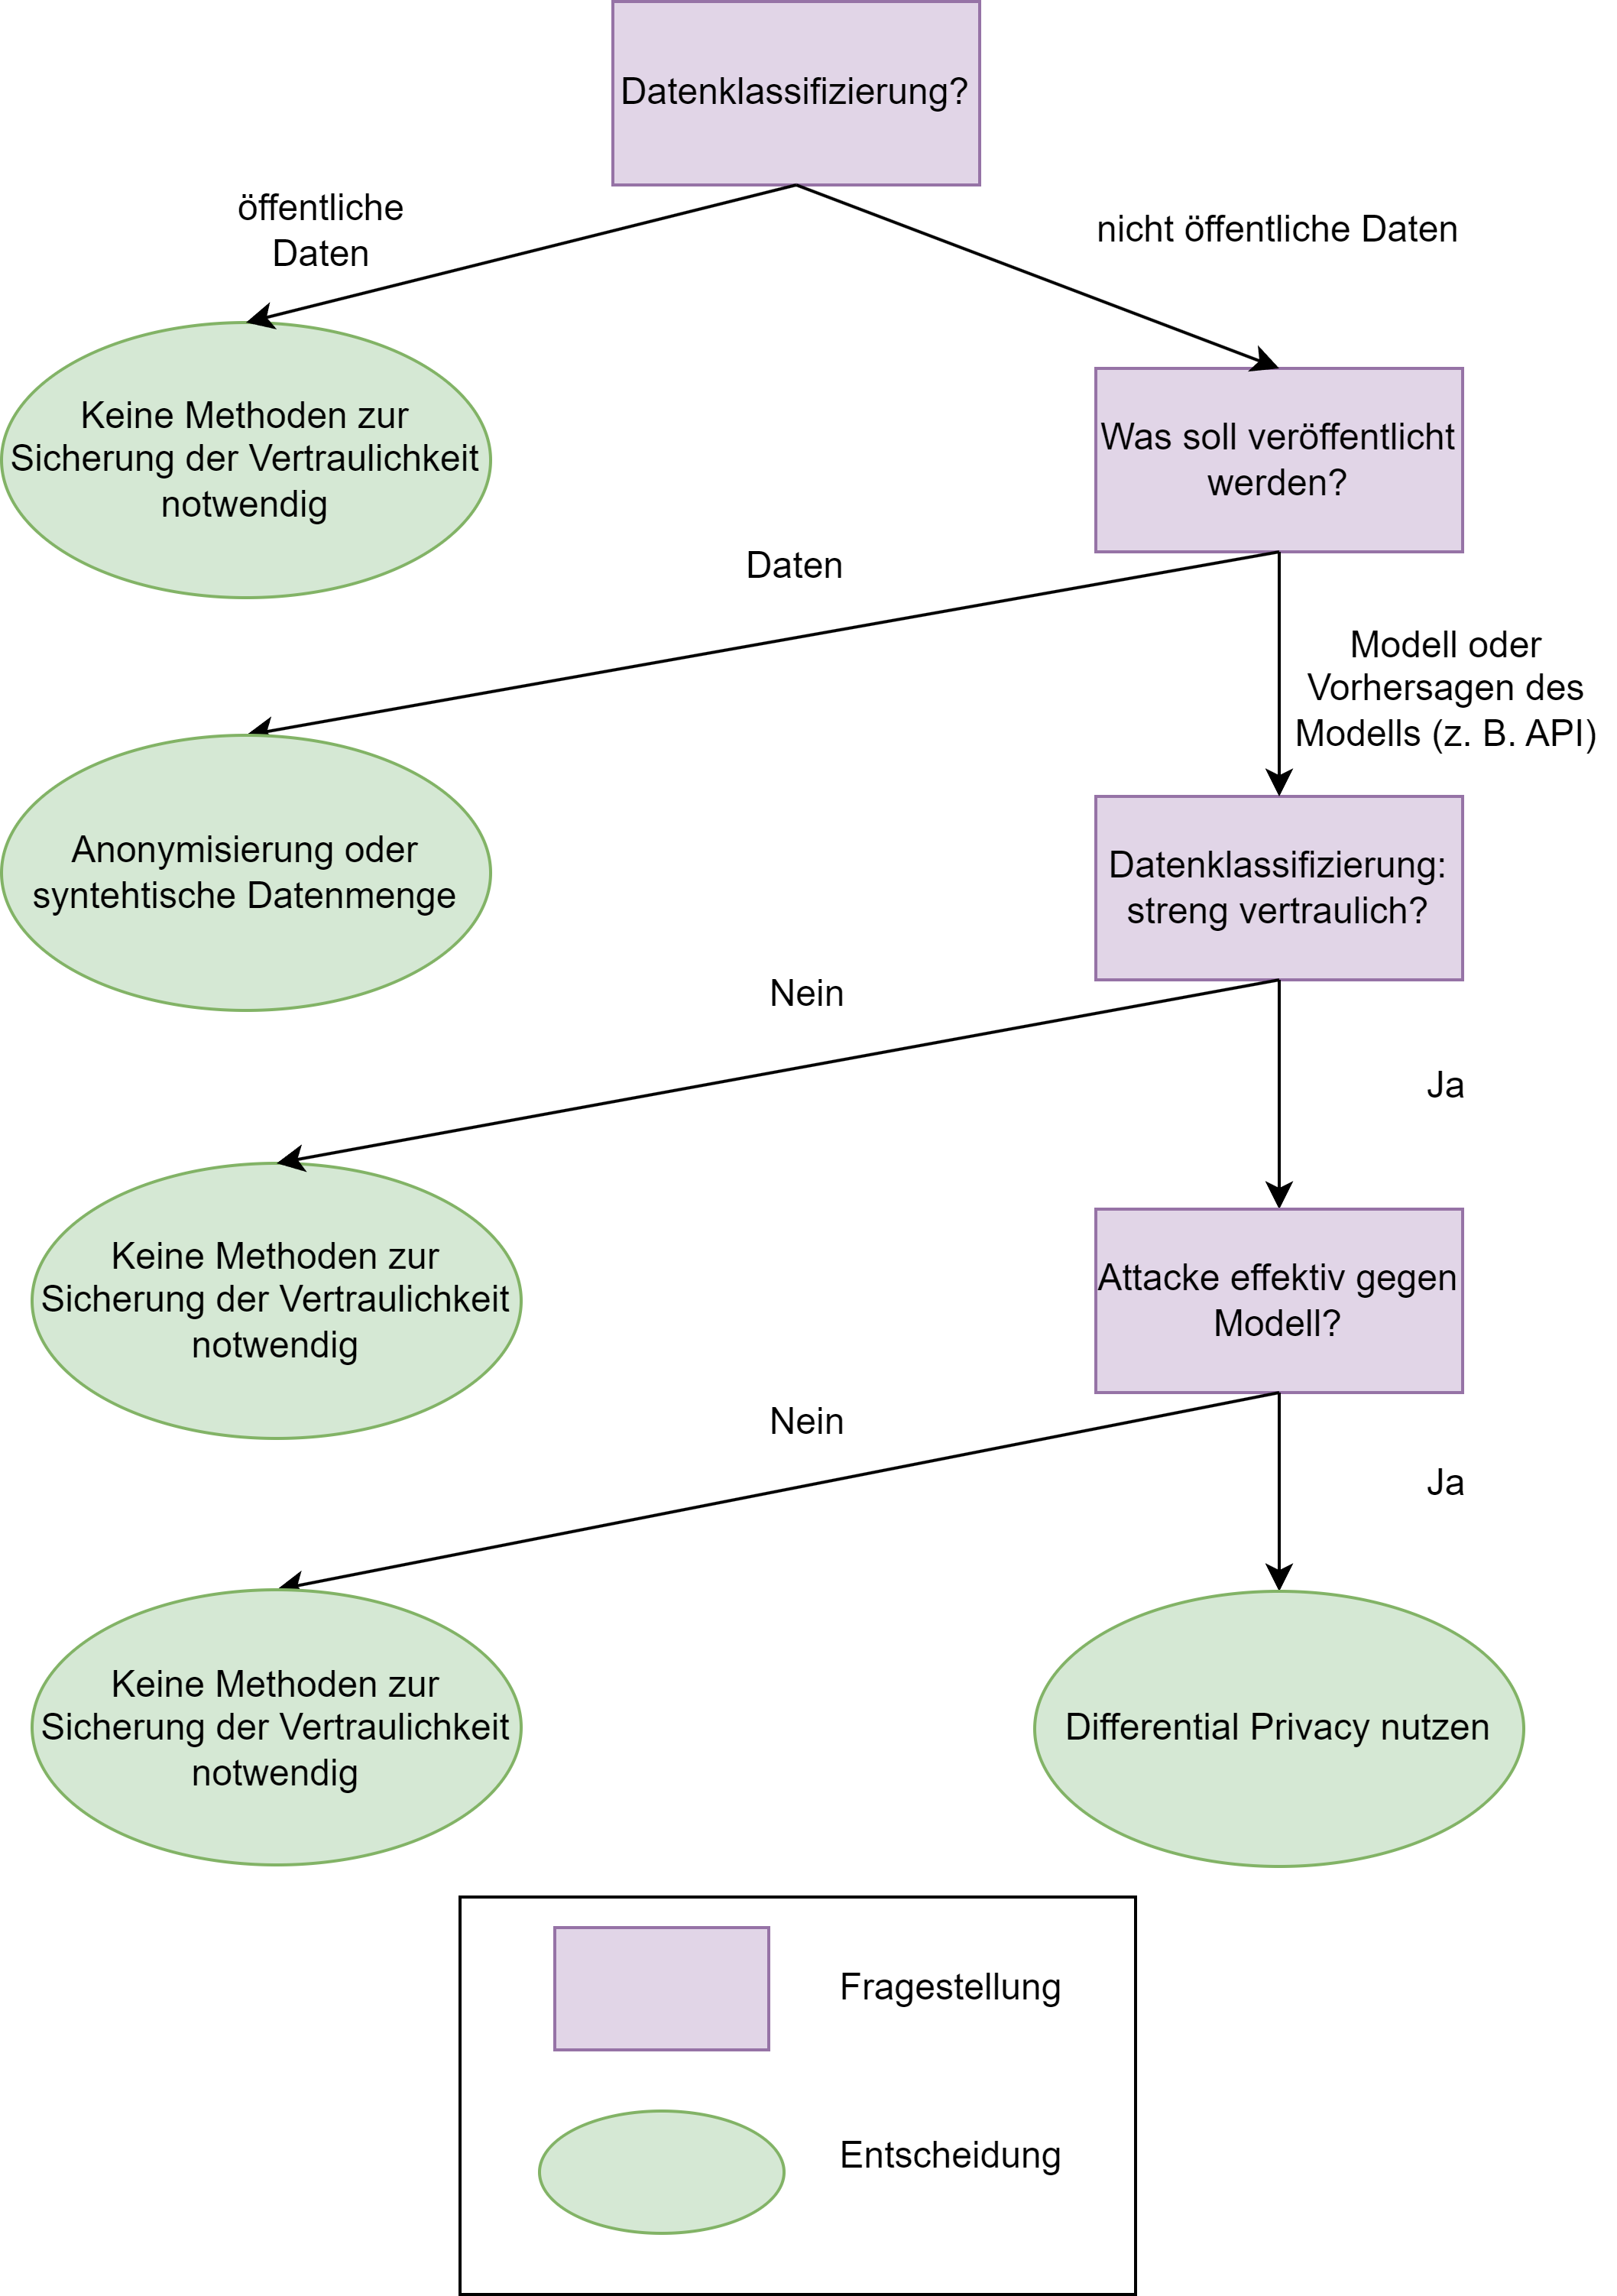 Datenklassifizierung?
öffentliche
Daten
nicht öffentliche Daten
Keine Methoden zur
Sicherung der Vertraulichkeit
notwendig
Was soll veröffentlicht
werden?
Daten
Modell oder
Vorhersagen des
Modells (z. B. API)
Anonymisierung oder
syntehtische Datenmenge
Datenklassifizierung:
streng vertraulich?
Nein
Ja
Keine Methoden zur
Sicherung der Vertraulichkeit
notwendig
Attacke effektiv gegen
Modell?
Nein
Ja
Keine Methoden zur
Sicherung der Vertraulichkeit
notwendig
Differential Privacy nutzen
Fragestellung
Entscheidung